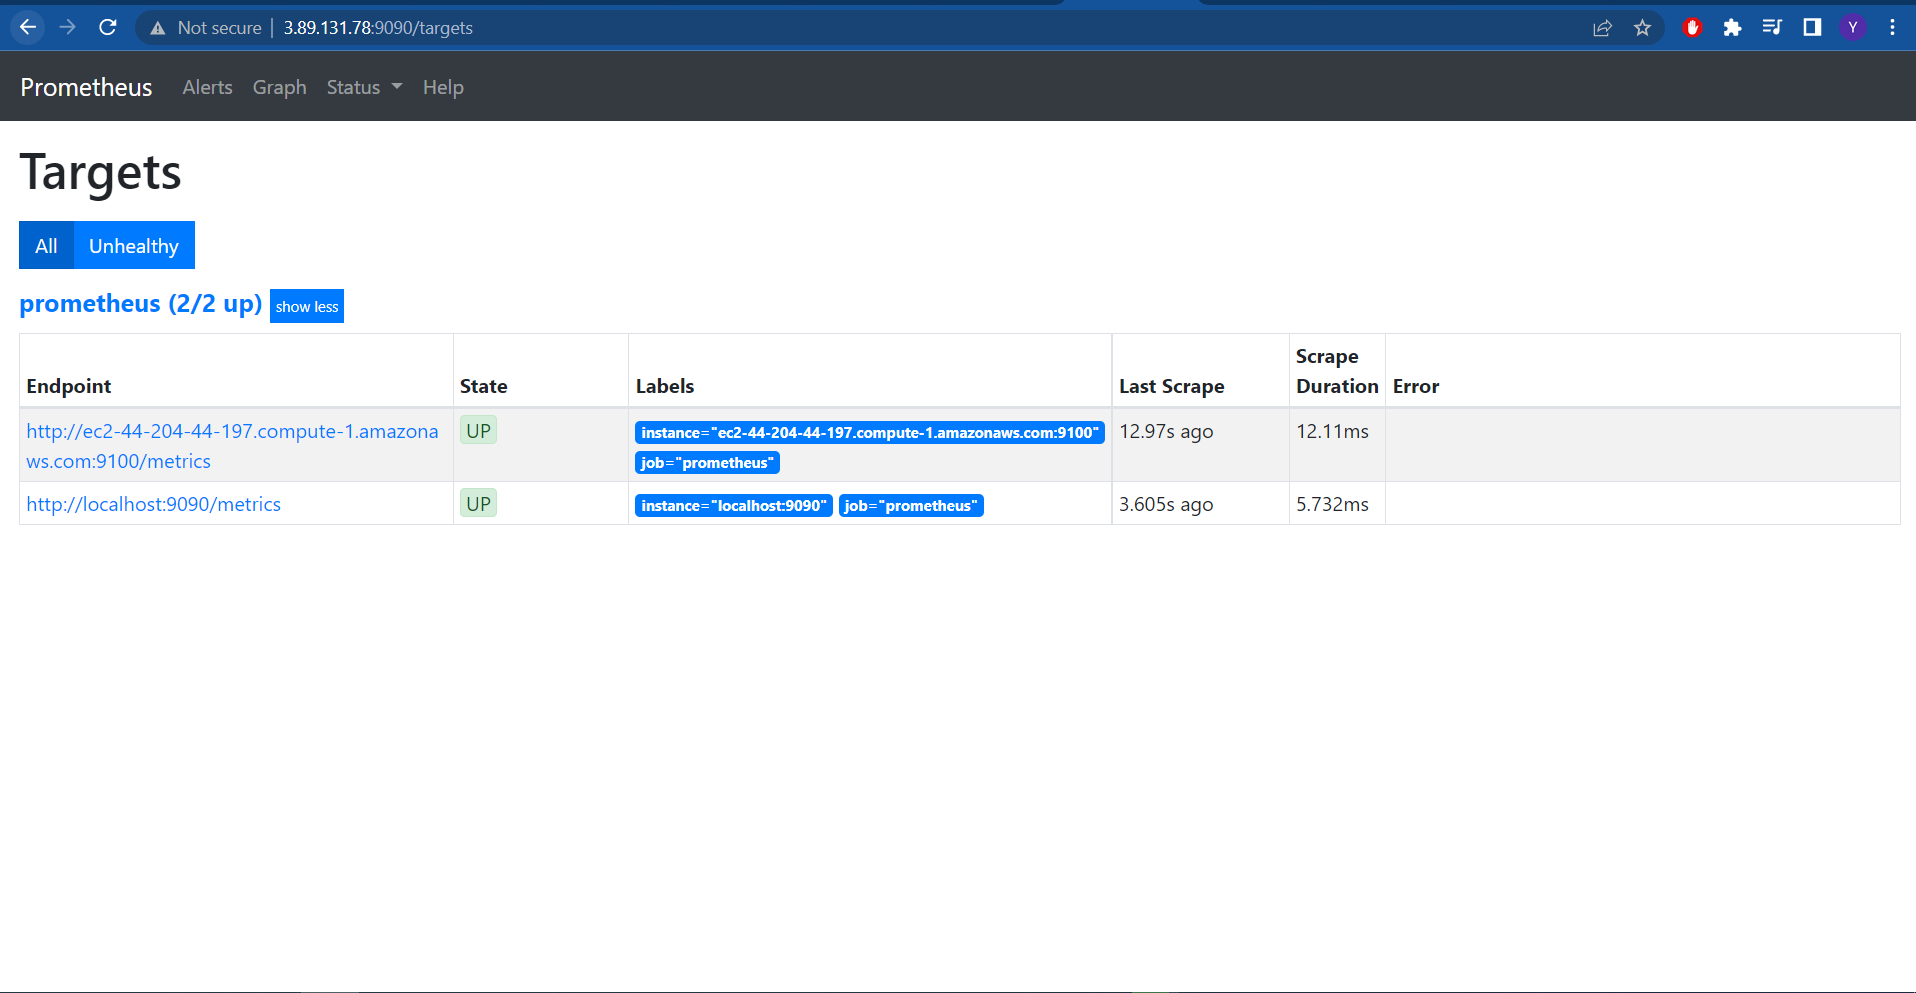 Not secure | 3.89.131.78:9090/targets
Y
Prometheus Alerts Graph Status Help
Targets
All Unhealthy
prometheus (2/2 up) show less
Endpoint State Labels Last Scrape Scrape Duration Error
http://ec2-44-204-44-197.compute-1.amazona
ws.com:9100/metrics
UP
instance="ec2-44-204-44-197.compute-1.amazonaws.com:9100"
job="prometheus"
12.97s ago 12.11ms
http://localhost:9090/metrics UP instance="localhost:9090" job="prometheus" 3.605s ago 5.732ms